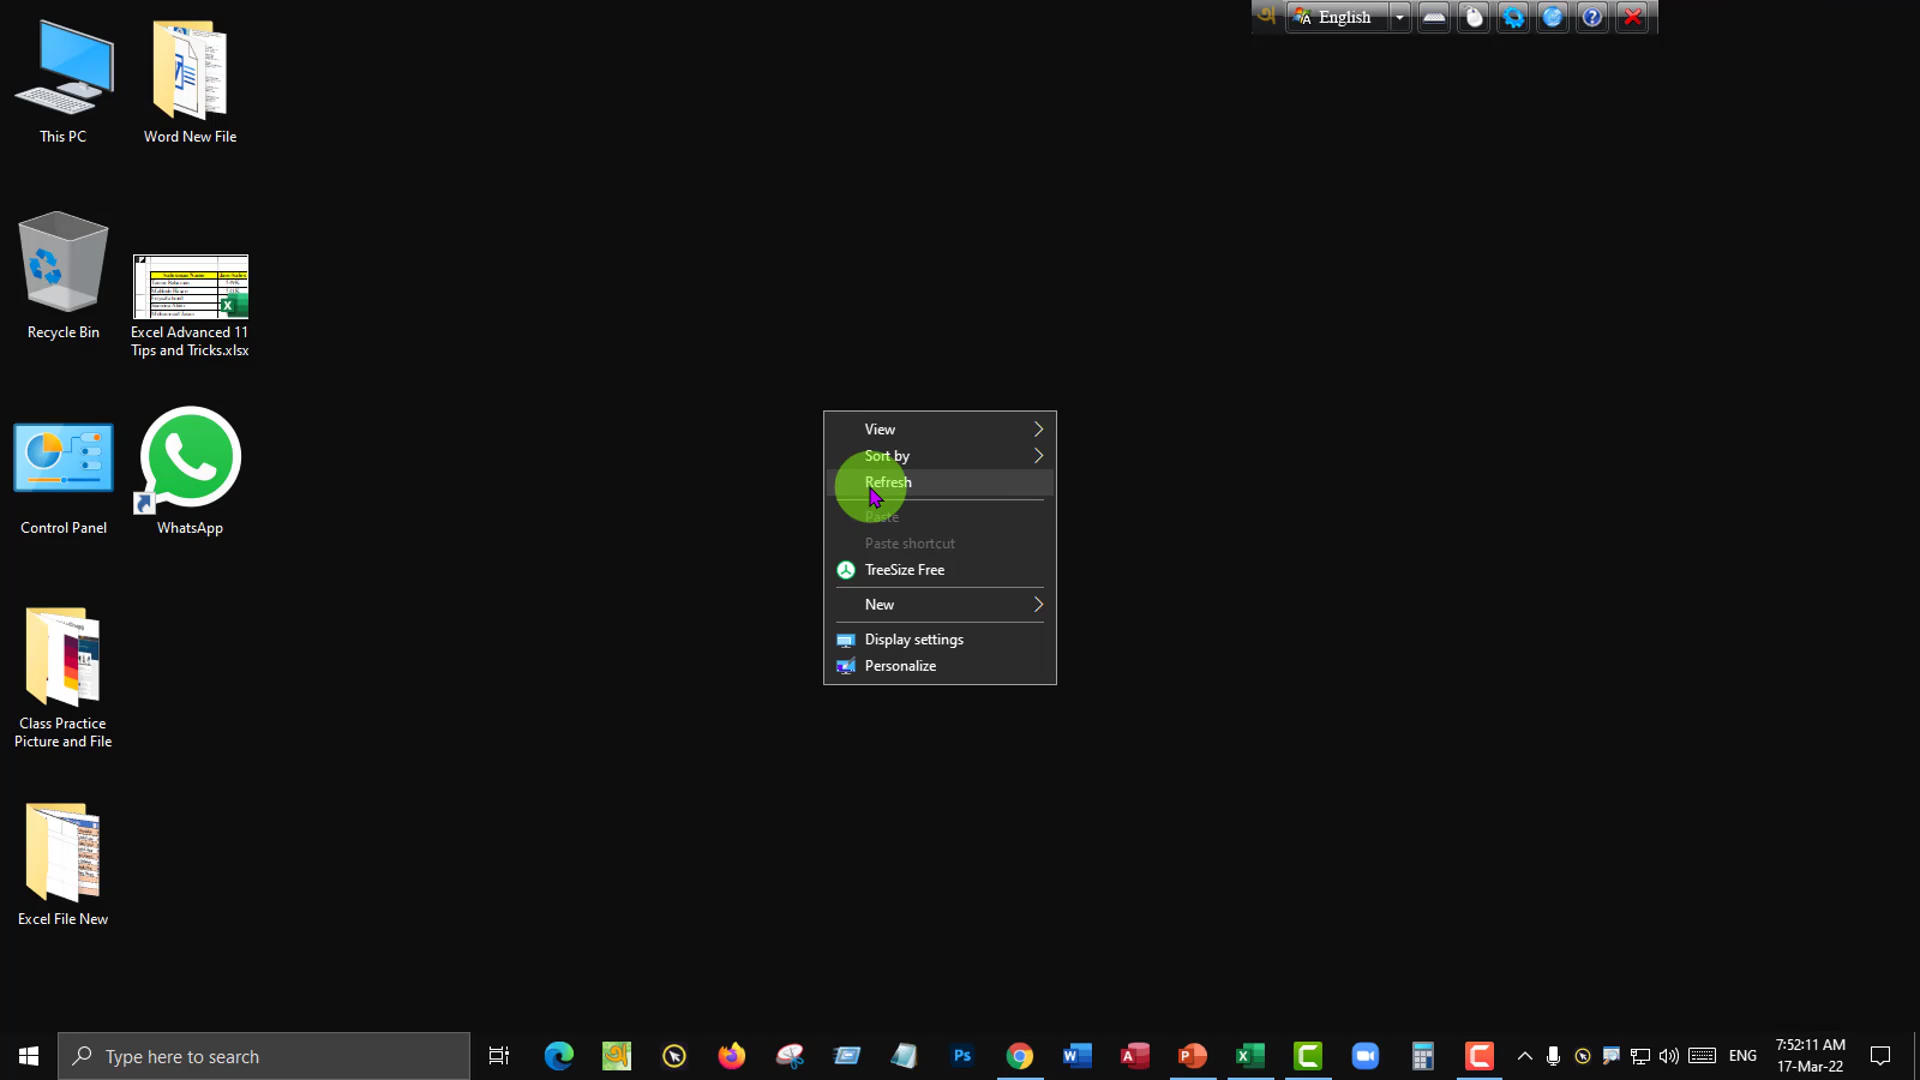 অ English
This PC
Word New File
Recycle Bin
Excel Advanced 11
Tips and Tricks.xlsx
Control Panel
WhatsApp
Class Practice
Picture and File
Excel File New
View
Sort by
Refresh
Paste
Paste shortcut
TreeSize Free
New
Display settings
Personalize
Type here to search
Ps
ENG
7:52:11 AM
17-Mar-22